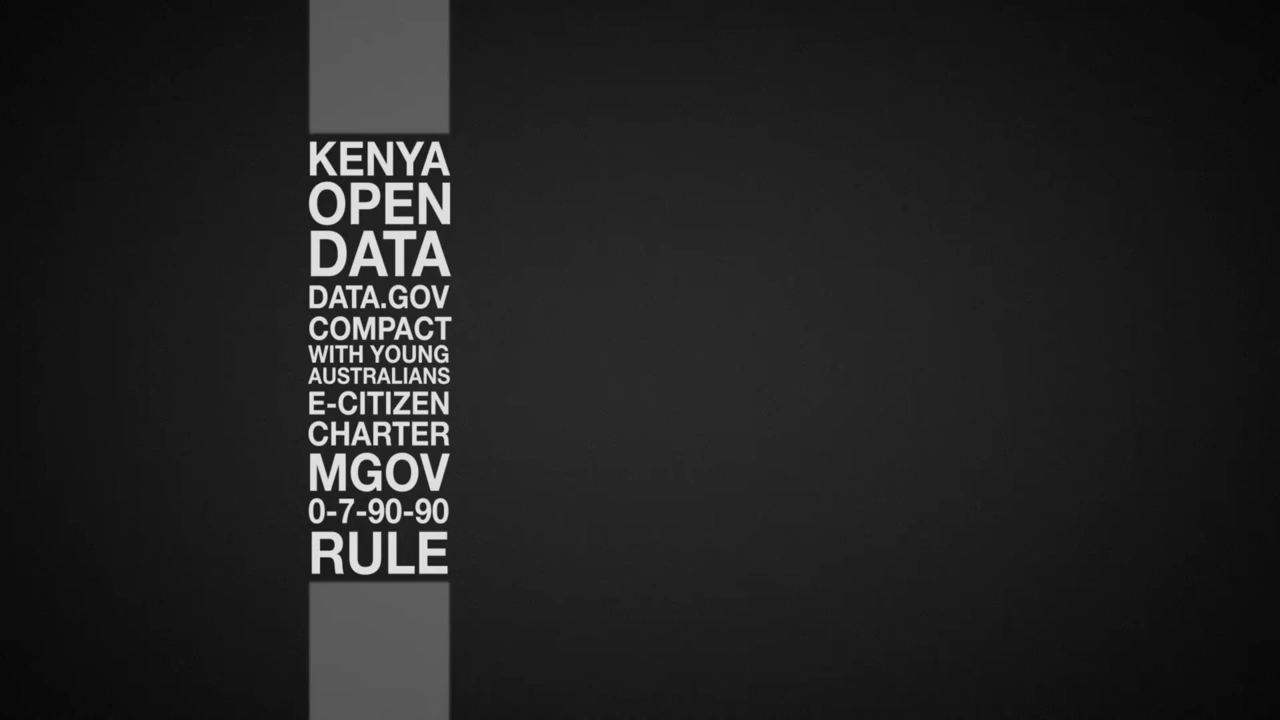 KENYA
OPEN
DATA
DATA.GOV
COMPACT
WITH YOUNG
AUSTRALIANS
E-CITIZEN
CHARTER
MGOV
0-7-90-90
RULE